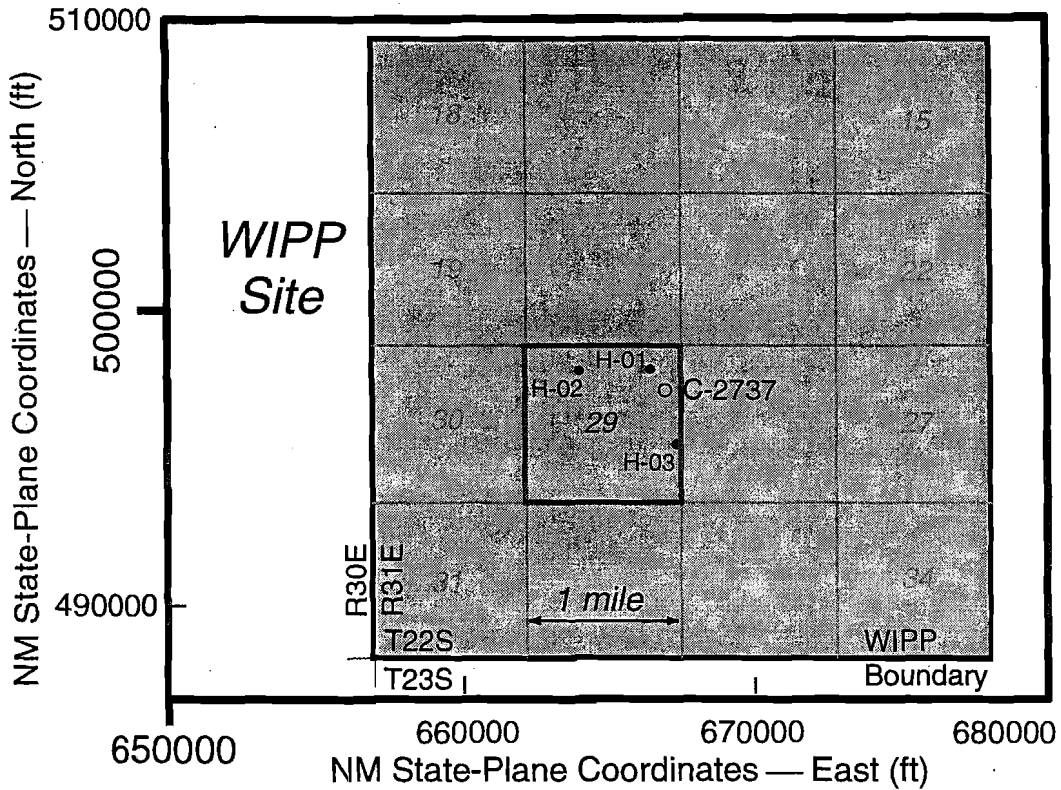 510000
18
15
WIPP
Site
19
22
500000
H-01
H-02
C-2737
30
29
27
H-03
R30E
R31E
31
34
1 mile
490000
T22S
WIPP
T23S
Boundary
650000
660000
670000
680000
NM State-Plane Coordinates — East (ft)
NM State-Plane Coordinates — North (ft)